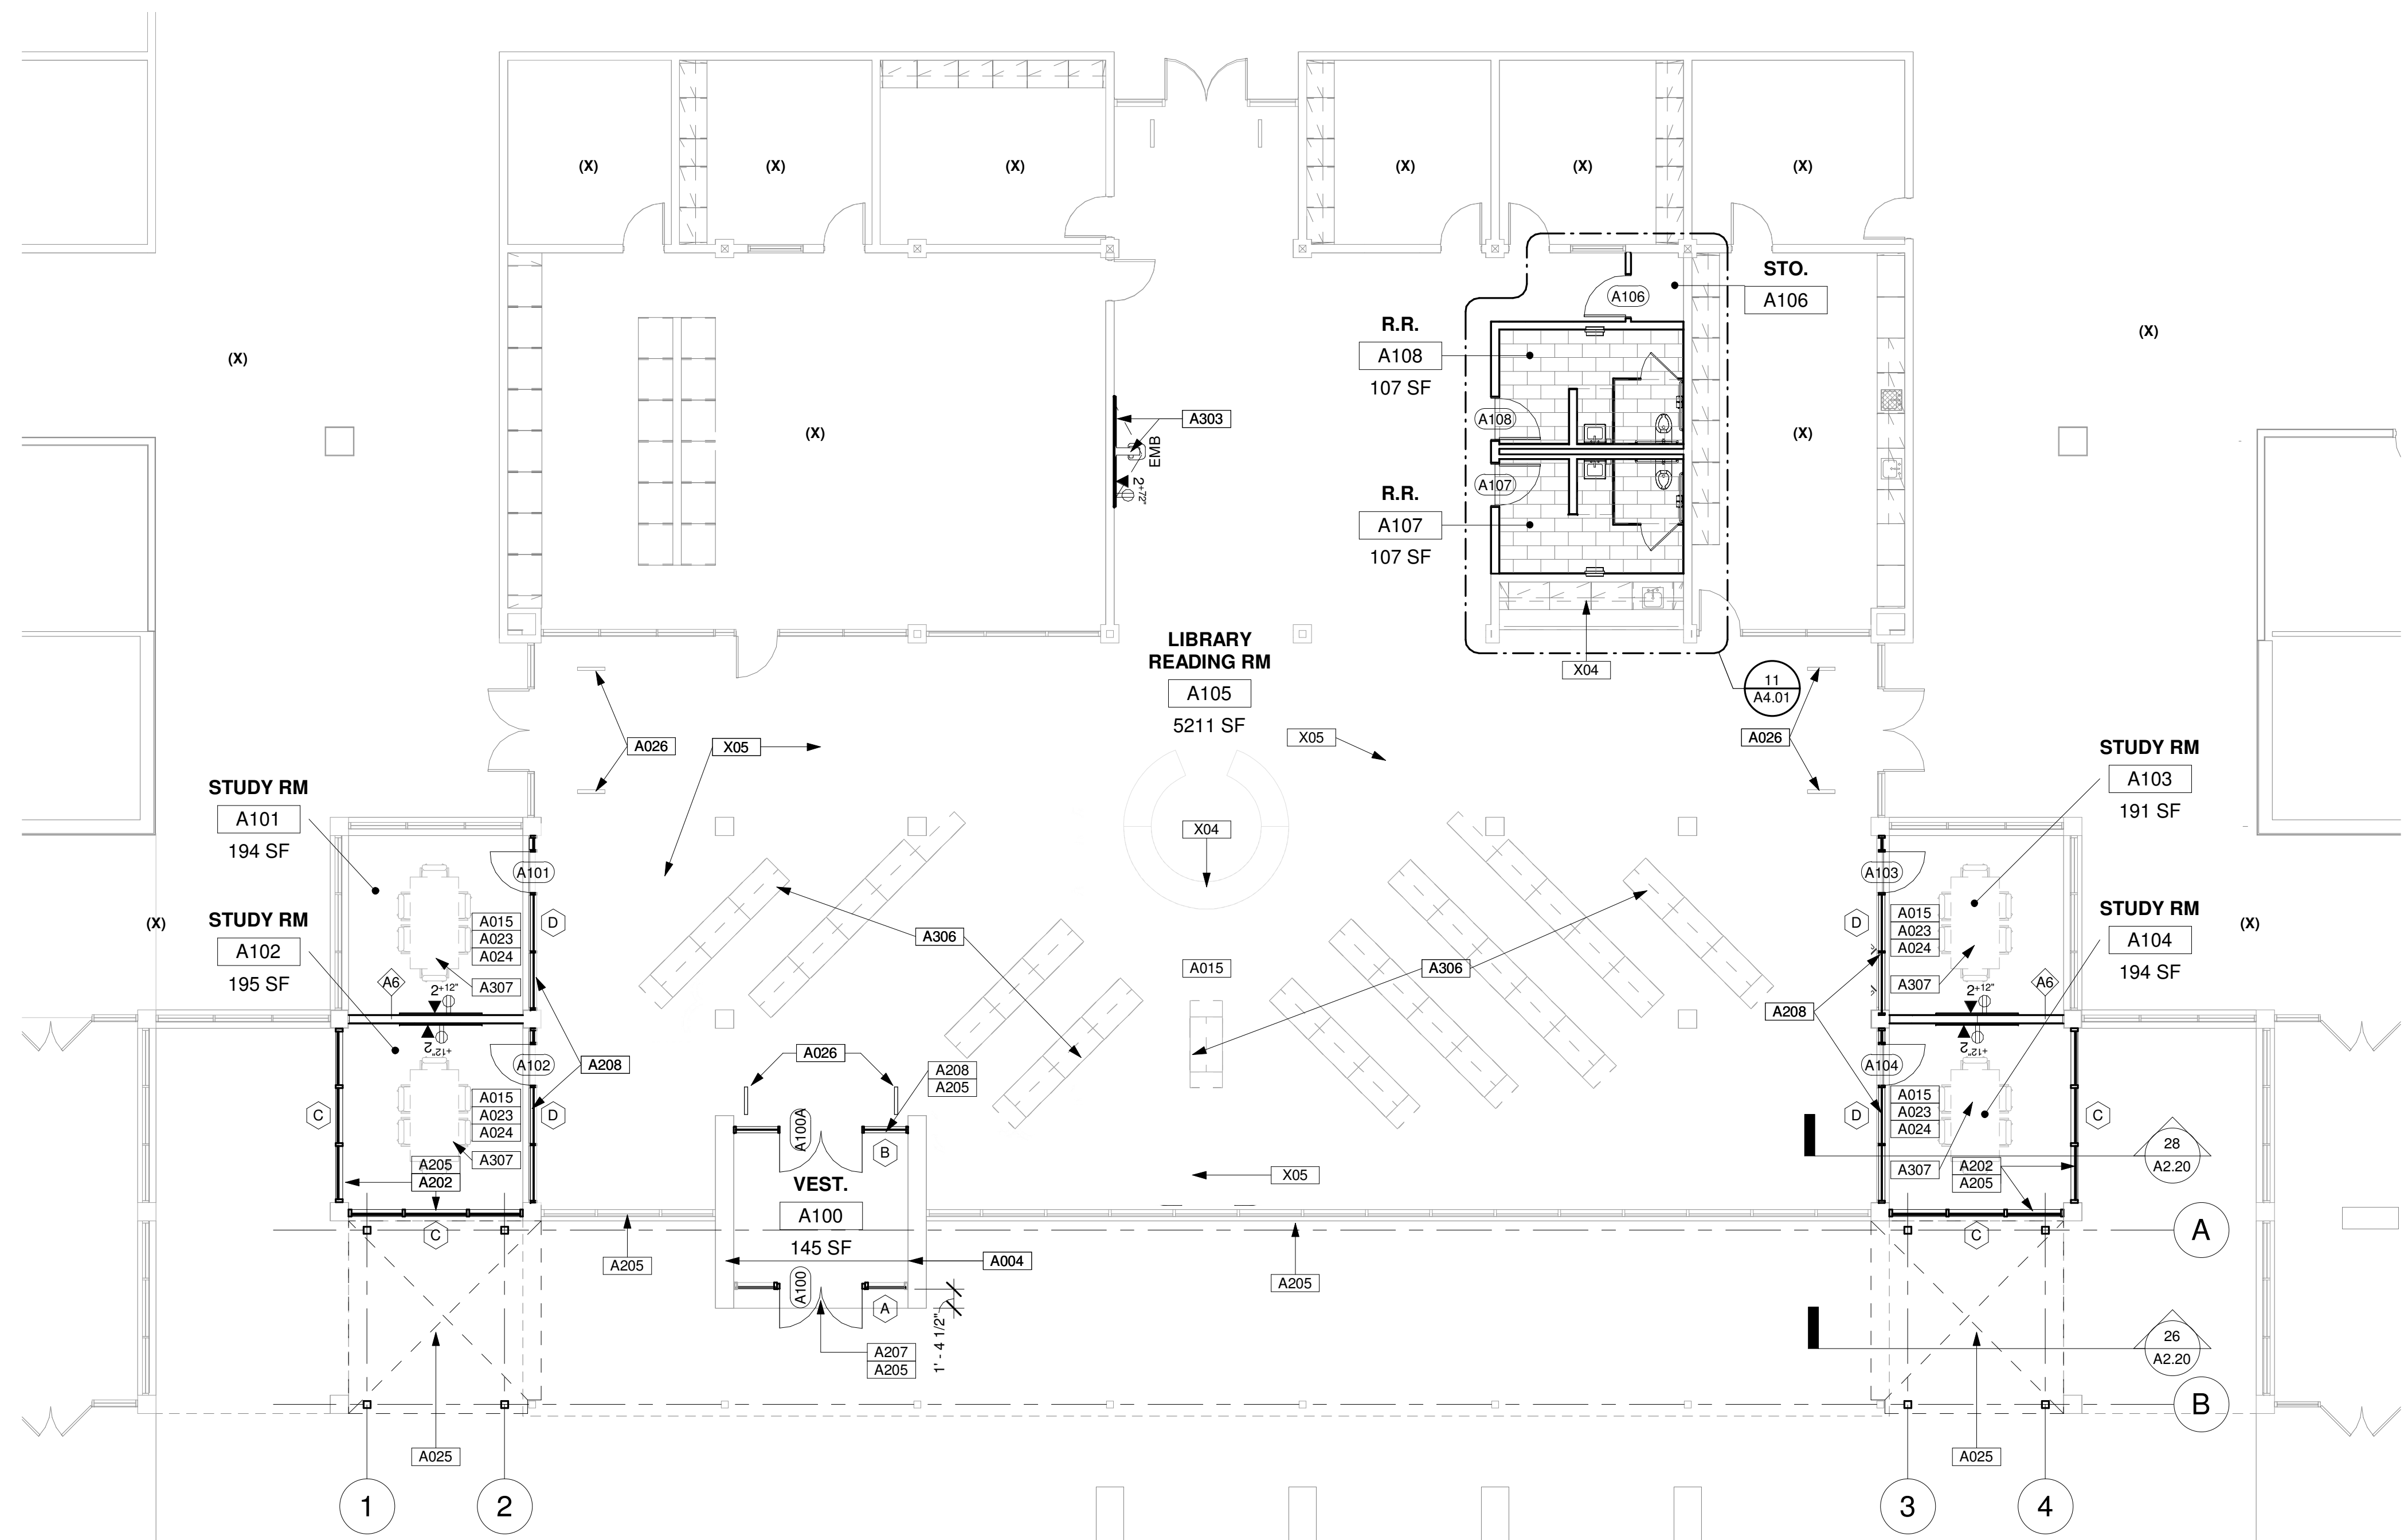 (X)
(X)
(X)
(X)
(X)
(X)
STO.
A106
A106
R.R.
A108
107 SF
A108
(X)
(X)
A303
EMB
2+72"
(X)
(X)
R.R.
A107
107 SF
A107
X04
LIBRARY
READING RM
A105
5211 SF
11
A4.01
A026
X05
X05
A026
STUDY RM
A101
194 SF
A101
STUDY RM
A103
191 SF
A103
X04
(X)
STUDY RM
A102
195 SF
D
A015
A023
A024
A307
A6
2+12"
2+12"
A306
A015
A306
D
A015
A023
A024
A307
A6
2+12"
2+12"
STUDY RM
A104
194 SF
(X)
A208
A102
A208
A026
A208
A205
A104
C
A015
A023
A024
A307
D
A205
A202
A100A
B
VEST.
A100
145 SF
X05
D
A015
A023
A024
A307
A202
A205
C
28
A2.20
A
C
A205
A004
A100
A
1' - 4 1/2"
A207
A205
A205
C
26
A2.20
B
A025
A025
1
2
3
4